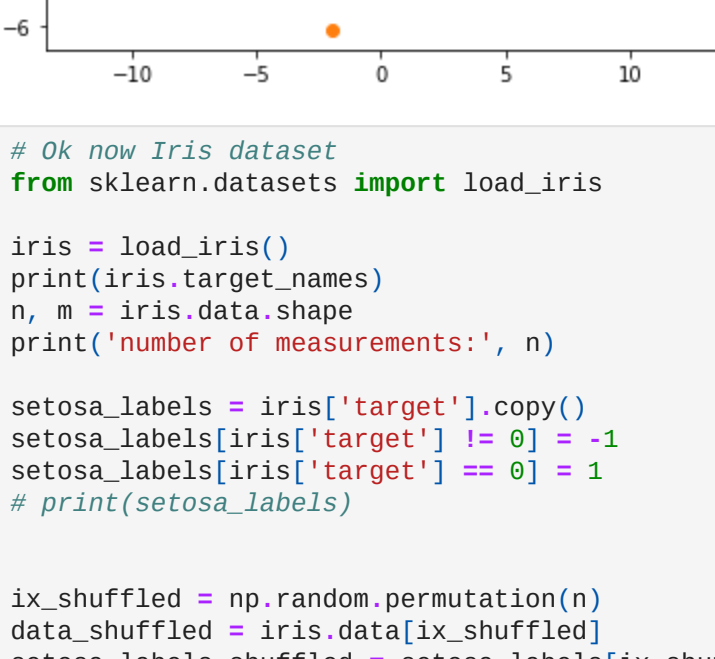 −6
−10 −5 0 5 10
# Ok now Iris dataset
from sklearn.datasets import load_iris
iris = load_iris()
print(iris.target_names)
n, m = iris.data.shape
print('number of measurements:', n)
setosa_labels = iris['target'].copy()
setosa_labels[iris['target'] != 0] = -1
setosa_labels[iris['target'] == 0] = 1
# print(setosa_labels)
ix_shuffled = np.random.permutation(n)
data_shuffled = iris.data[ix_shuffled]